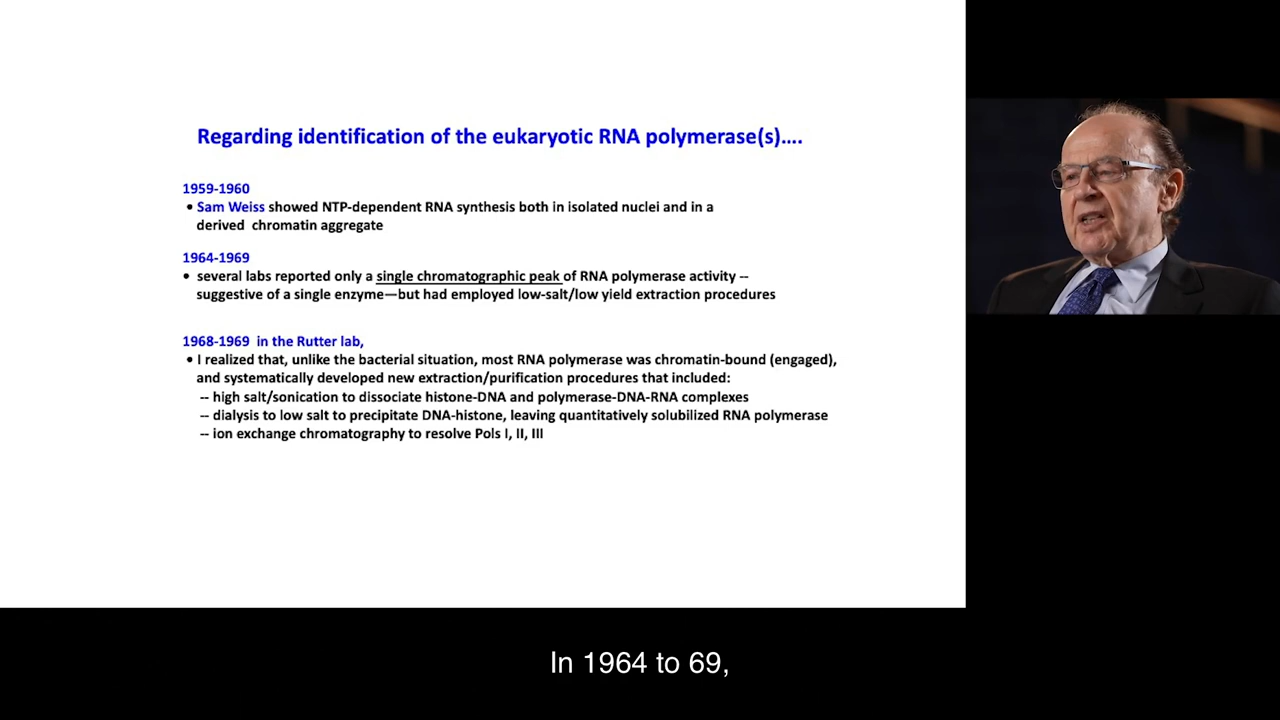 Regarding identification of the eukaryotic RNA polymerase(s)....
1959-1960
• Sam Weiss showed NTP-dependent RNA synthesis both in isolated nuclei and in a
derived chromatin aggregate
1964-1969
• several labs reported only a single chromatographic peak of RNA polymerase activity --
suggestive of a single enzyme—but had employed low-salt/low yield extraction procedures
1968-1969 in the Rutter lab,
• I realized that, unlike the bacterial situation, most RNA polymerase was chromatin-bound (engaged),
and systematically developed new extraction/purification procedures that included:
-- high salt/sonication to dissociate histone-DNA and polymerase-DNA-RNA complexes
-- dialysis to low salt to precipitate DNA-histone, leaving quantitatively solubilized RNA polymerase
-- ion exchange chromatography to resolve Pols I, II, III
In 1964 to 69,